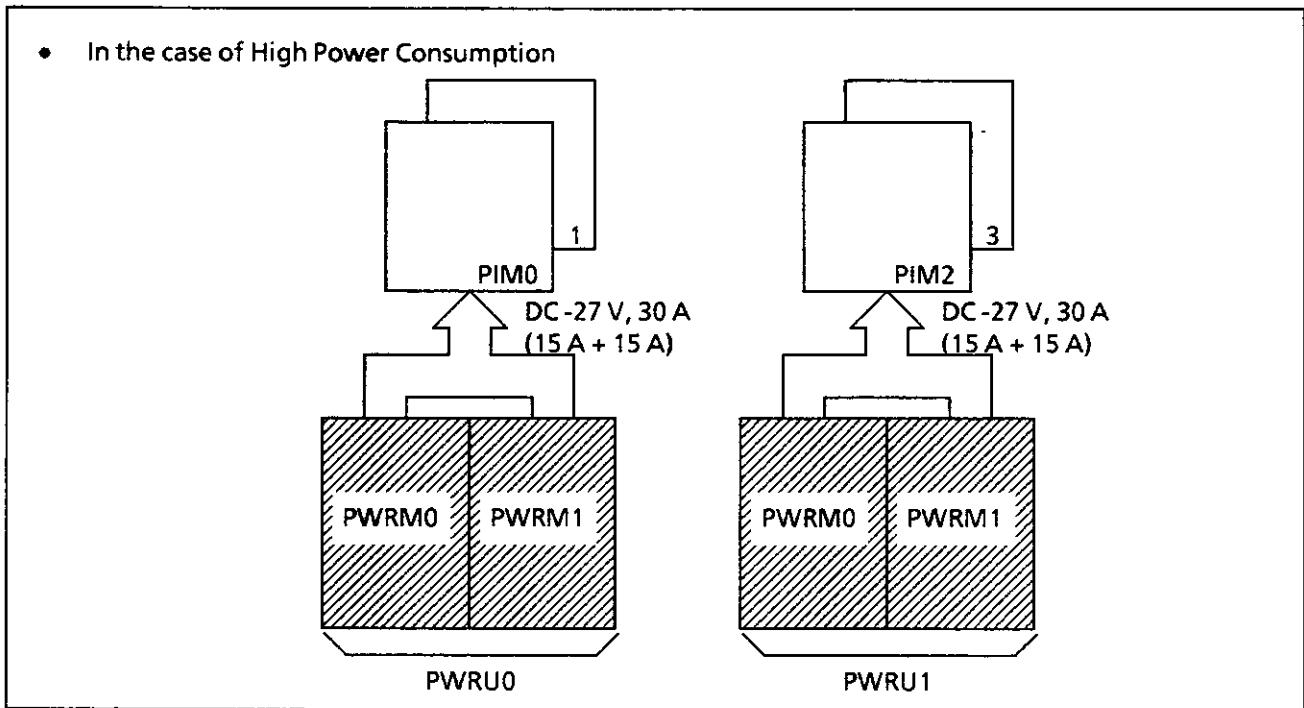 • In the case of High Power Consumption
1
PIM0
3
PIM2
DC -27 V, 30 A
(15 A + 15 A)
DC -27 V, 30 A
(15 A + 15 A)
PWRM0
PWRM1
PWRM0
PWRM1
PWRU0
PWRU1